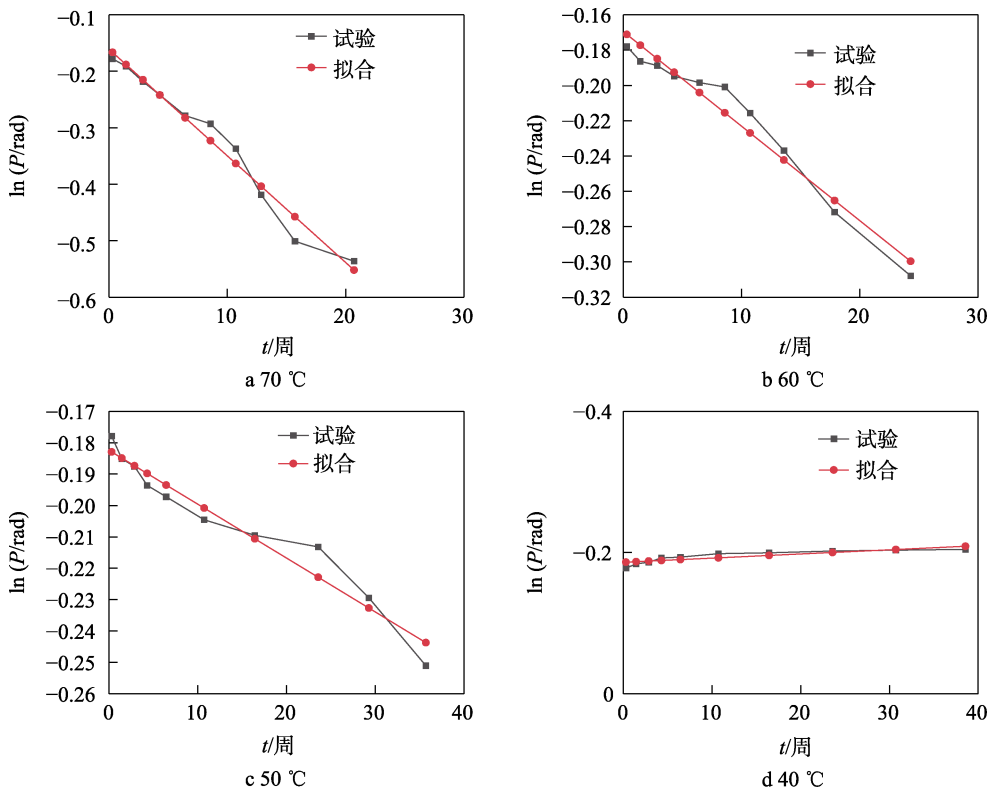 −0.1
−0.2
−0.3
−0.4
−0.5
−0.6
ln (P/rad)
试验
拟合
0 10 20 30
t/周
a 70 ℃
−0.16
−0.18
−0.20
−0.22
−0.24
−0.26
−0.28
−0.30
−0.32
ln (P/rad)
试验
拟合
0 10 20 30
t/周
b 60 ℃
−0.17
−0.18
−0.19
−0.20
−0.21
−0.22
−0.23
−0.24
−0.25
−0.26
ln (P/rad)
试验
拟合
0 10 20 30 40
t/周
c 50 ℃
−0.4
−0.2
0
ln (P/rad)
试验
拟合
0 10 20 30 40
t/周
d 40 ℃